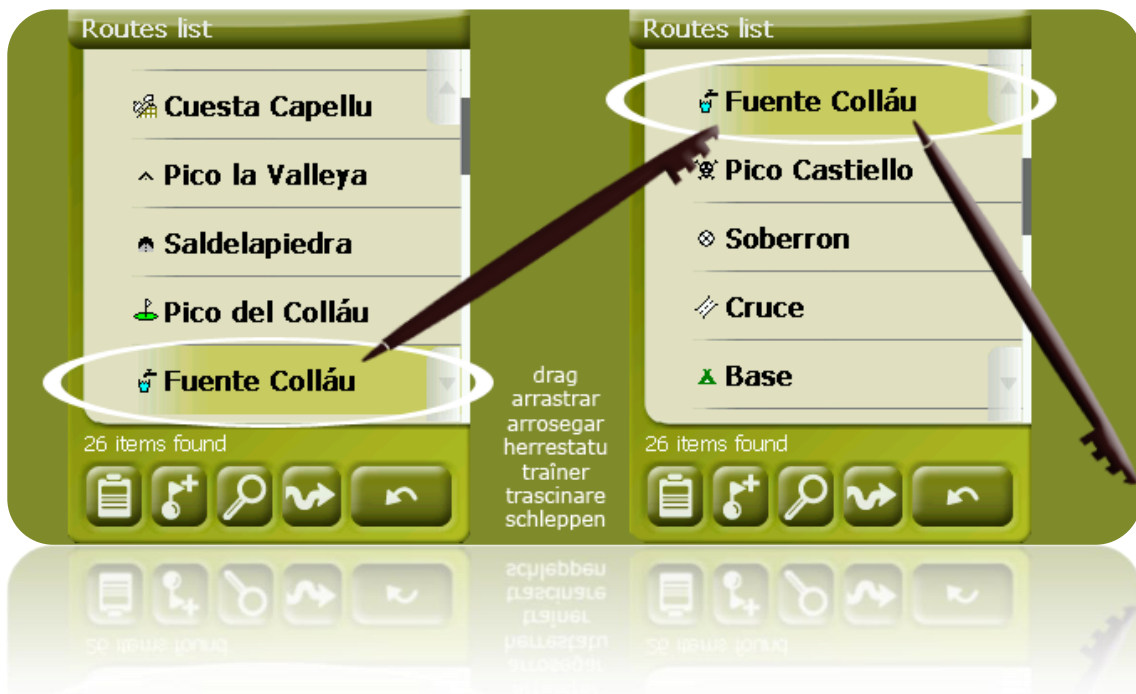 Routes list
Cuesta Capellu
Pico la Valleya
Saldelapiedra
Pico del Colláu
Fuente Colláu
26 items found
drag
arrastrar
arrosegar
herrestatu
traîner
trascinare
schleppen
Routes list
Fuente Colláu
Pico Castiello
Soberron
Cruce
Base
26 items found